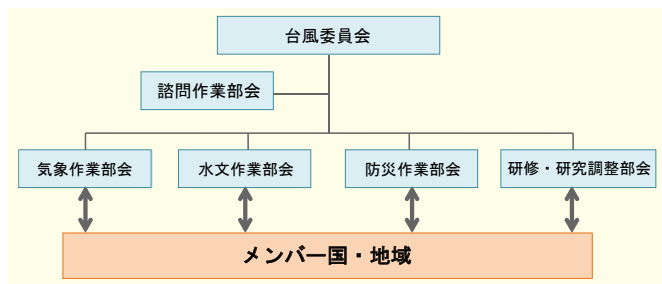 台風委員会
諮問作業部会
気象作業部会
水文作業部会
防災作業部会
研修・研究調整部会
メンバー国・地域